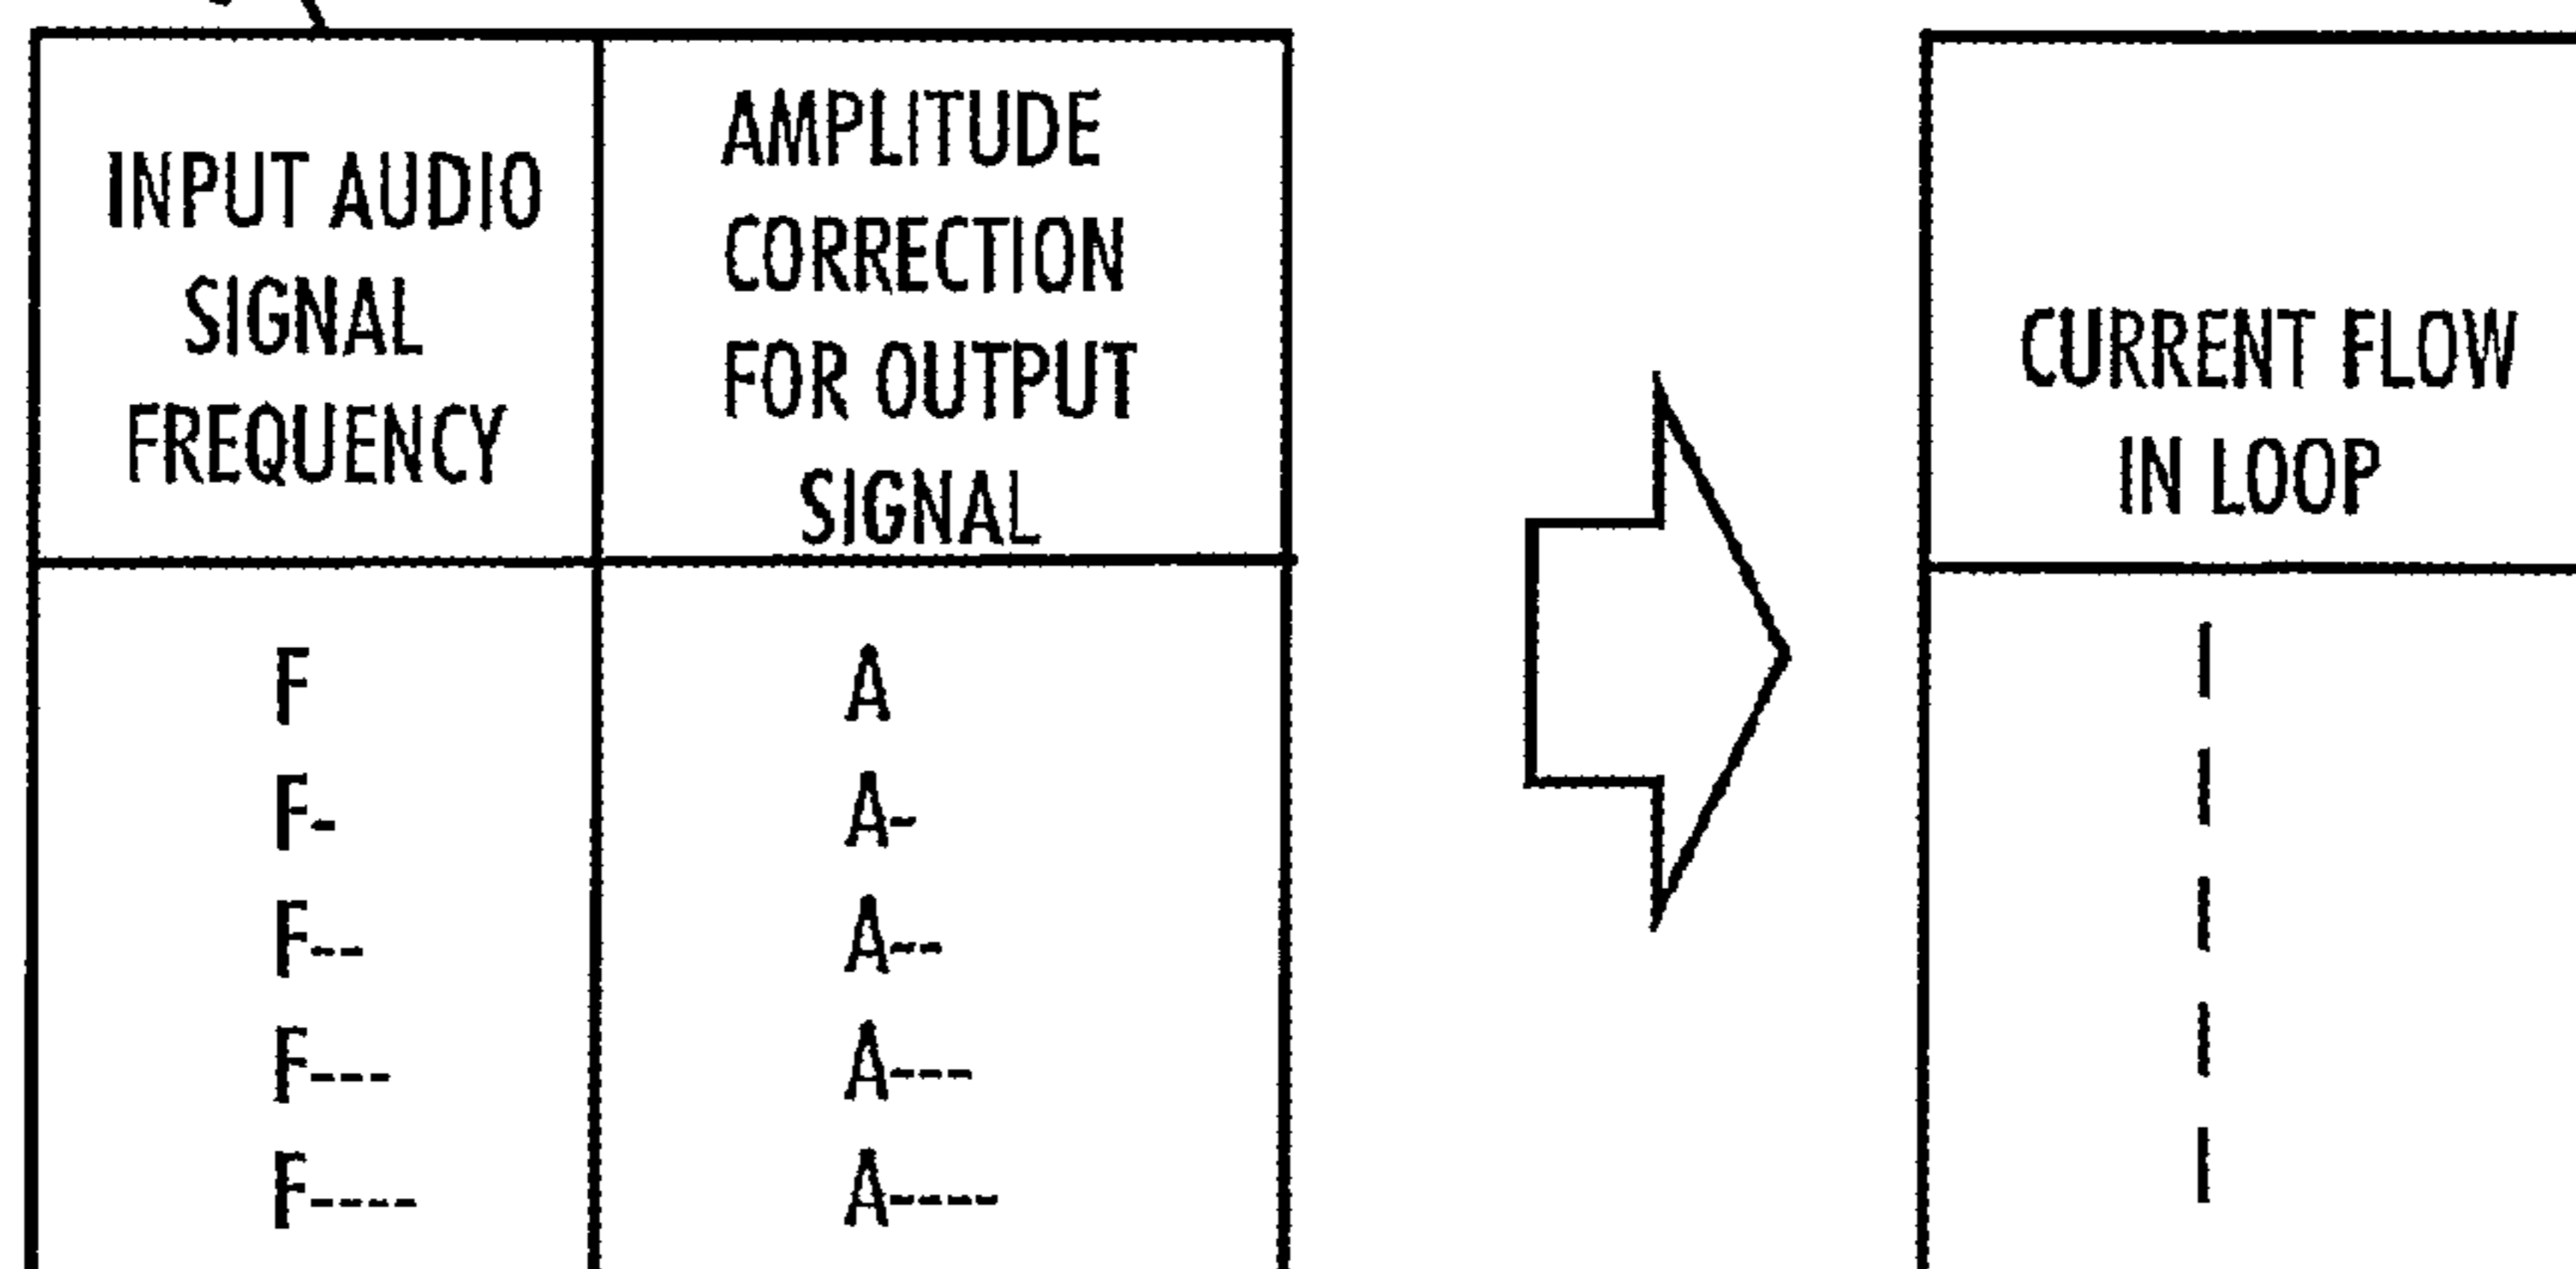 INPUT AUDIO
SIGNAL
FREQUENCY
AMPLITUDE
CORRECTION
FOR OUTPUT
SIGNAL
F
A
F-
A-
F--
A--
F---
A---
F----
A----
CURRENT FLOW
IN LOOP
I
I
I
I
I